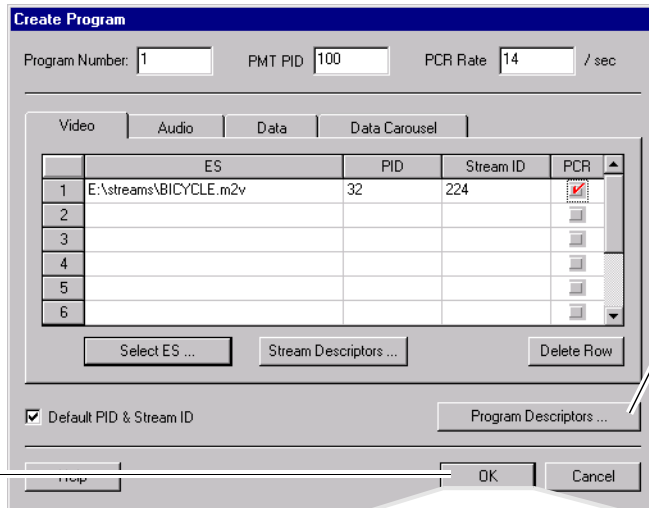 Create Program
Program Number: 1 PMT PID 100 PCR Rate 14 / sec
Video Audio Data Data Carousel
ES PID Stream ID PCR
1 E:\streams\BICYCLE.m2v 32 224
2
3
4
5
6
Select ES ... Stream Descriptors ... Delete Row
Default PID & Stream ID Program Descriptors ...
Help OK Cancel